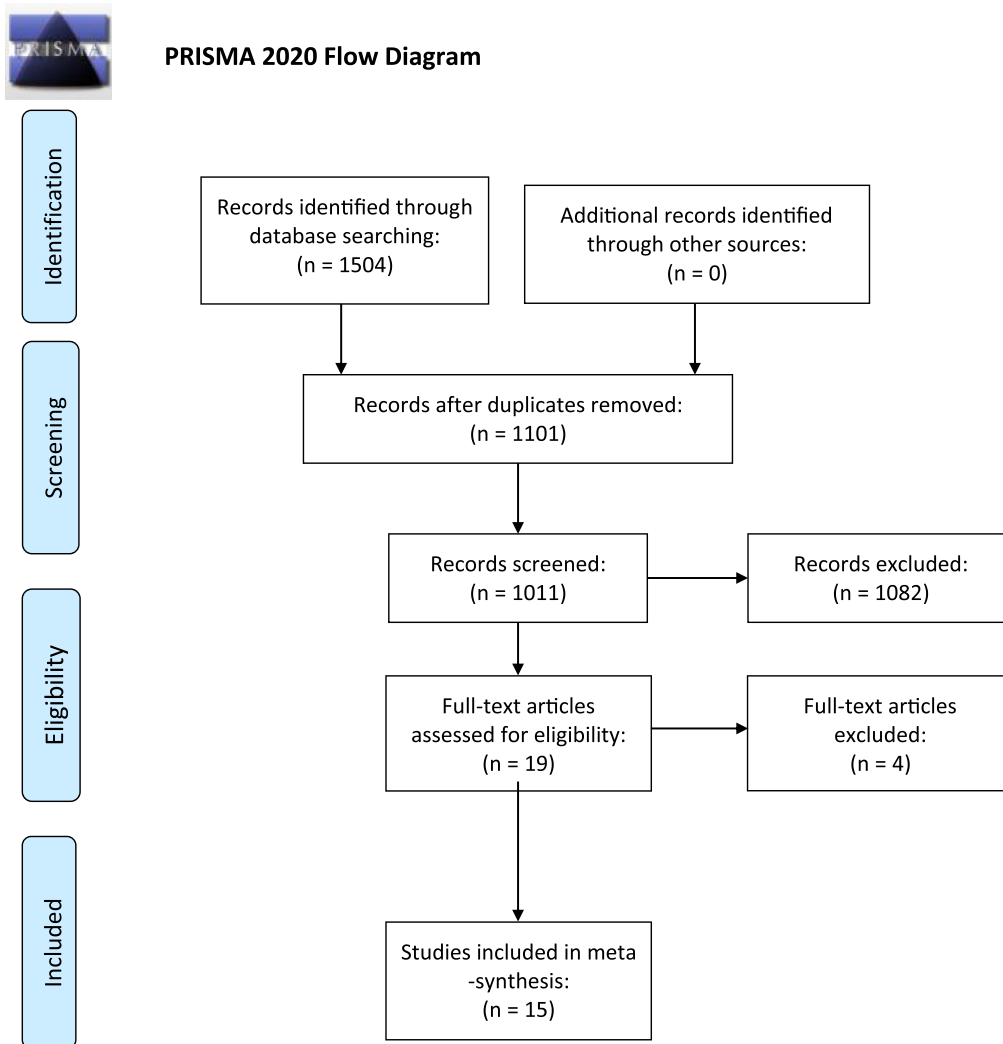 PRISMA
PRISMA 2020 Flow Diagram
Identification
Records identified through
database searching:
(n = 1504)
Additional records identified
through other sources:
(n = 0)
Screening
Records after duplicates removed:
(n = 1101)
Records screened:
(n = 1011)
Records excluded:
(n = 1082)
Eligibility
Full-text articles
assessed for eligibility:
(n = 19)
Full-text articles
excluded:
(n = 4)
Included
Studies included in meta
-synthesis:
(n = 15)